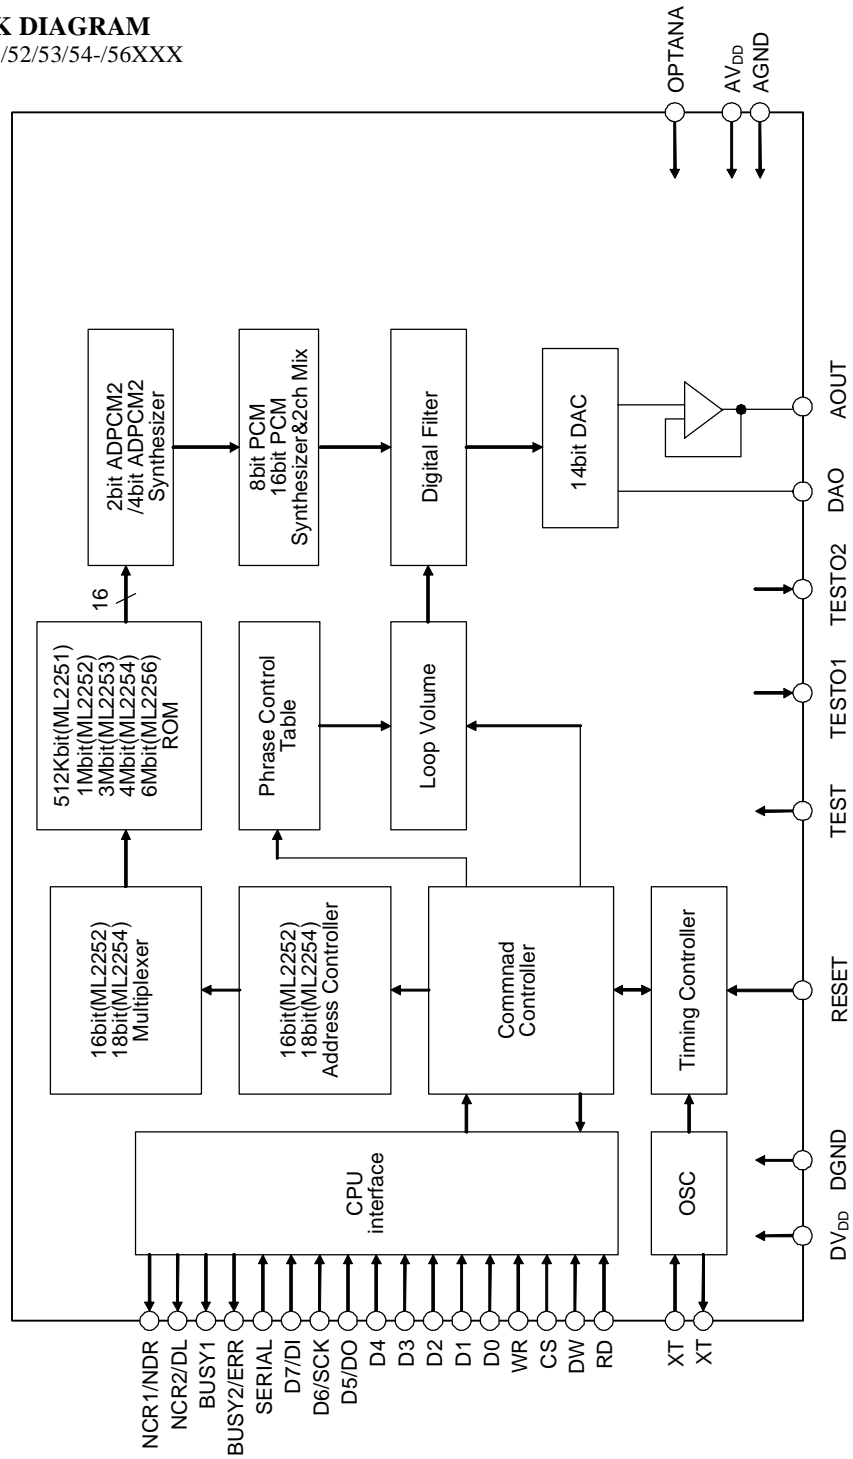 K DIAGRAM
/52/53/54-/56XXX
OPTANA
AVDD
AGND
2bit ADPCM2
/4bit ADPCM2
Synthesizer
8bit PCM
16bit PCM
Synthesizer&2ch Mix
Digital Filter
14bit DAC
AOUT
DAO
16
512Kbit(ML2251)
1Mbit(ML2252)
3Mbit(ML2253)
4Mbit(ML2254)
6Mbit(ML2256)
ROM
Phrase Control
Table
Loop Volume
TESTO2
TESTO1
TEST
16bit(ML2252)
18bit(ML2254)
Multiplexer
16bit(ML2252)
18bit(ML2254)
Address Controller
Commnad
Controller
Timing Controller
RESET
CPU
interface
OSC
DGND
DVDD
NCR1/NDR
NCR2/DL
BUSY1
BUSY2/ERR
SERIAL
D7/DI
D6/SCK
D5/DO
D4
D3
D2
D1
D0
WR
CS
DW
RD
XT
XT